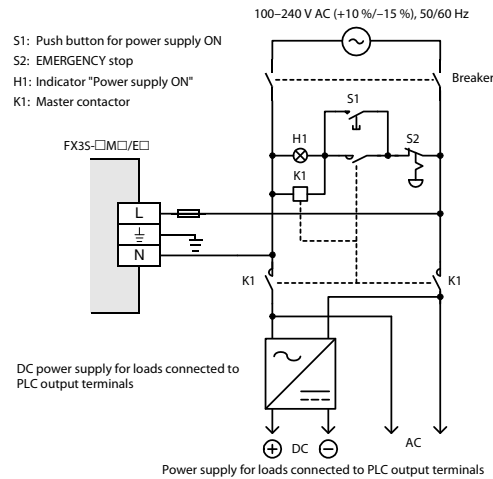 100–240 V AC (+10 %/–15 %), 50/60 Hz
S1: Push button for power supply ON
S2: EMERGENCY stop
H1: Indicator "Power supply ON"
K1: Master contactor
Breaker
S1
H1
S2
K1
FX3S-□M□/E□
L
N
K1
K1
DC power supply for loads connected to
PLC output terminals
+ DC −
AC
Power supply for loads connected to PLC output terminals